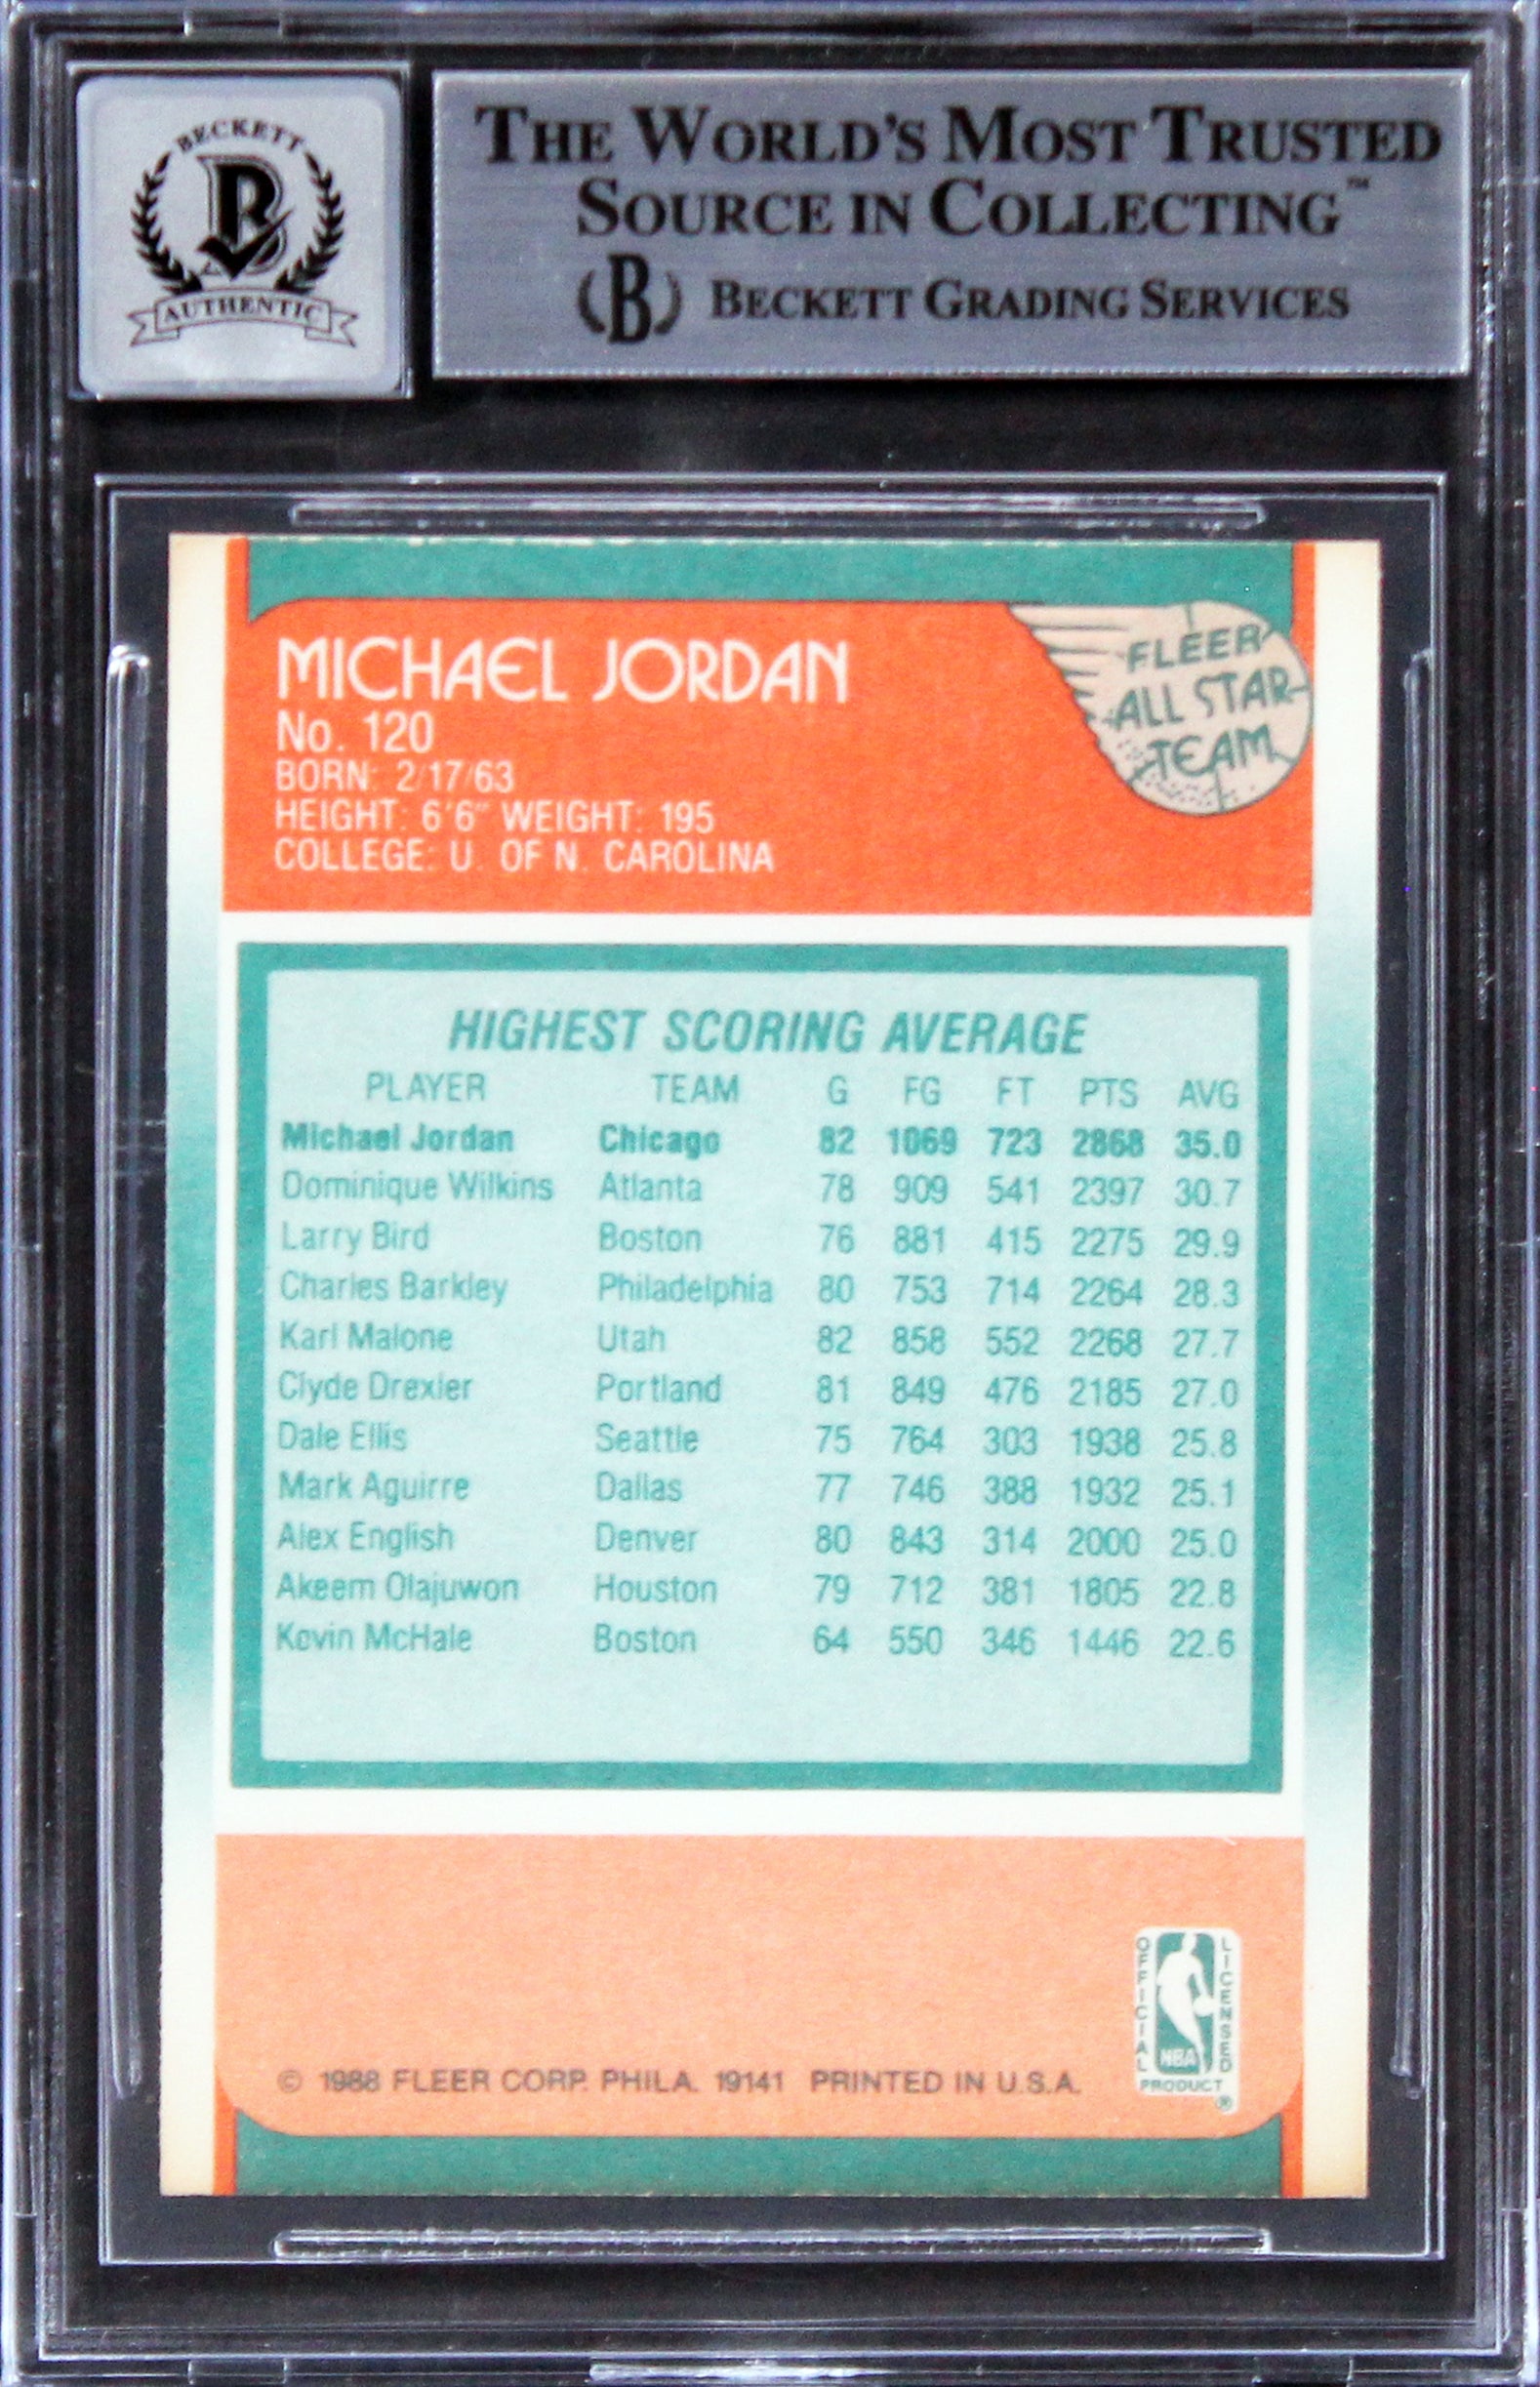 BECKETT
B
AUTHENTIC
THE WORLD'S MOST TRUSTED
SOURCE IN COLLECTING™
B BECKETT GRADING SERVICES
MICHAEL JORDAN
No. 120
BORN: 2/17/63
HEIGHT: 6'6" WEIGHT: 195
COLLEGE: U. OF N. CAROLINA
FLEER
ALL STAR
TEAM
HIGHEST SCORING AVERAGE
PLAYER TEAM G FG FT PTS AVG
Michael Jordan Chicago 82 1069 723 2868 35.0
Dominique Wilkins Atlanta 78 909 541 2397 30.7
Larry Bird Boston 76 881 415 2275 29.9
Charles Barkley Philadelphia 80 753 714 2264 28.3
Karl Malone Utah 82 858 552 2268 27.7
Clyde Drexler Portland 81 849 476 2185 27.0
Dale Ellis Seattle 75 764 303 1938 25.8
Mark Aguirre Dallas 77 746 388 1932 25.1
Alex English Denver 80 843 314 2000 25.0
Akeem Olajuwon Houston 79 712 381 1805 22.8
Kevin McHale Boston 64 550 346 1446 22.6
© 1988 FLEER CORP. PHILA. 19141 PRINTED IN U.S.A.
OFFICIAL
LICENSED
NBA
PRODUCT
®